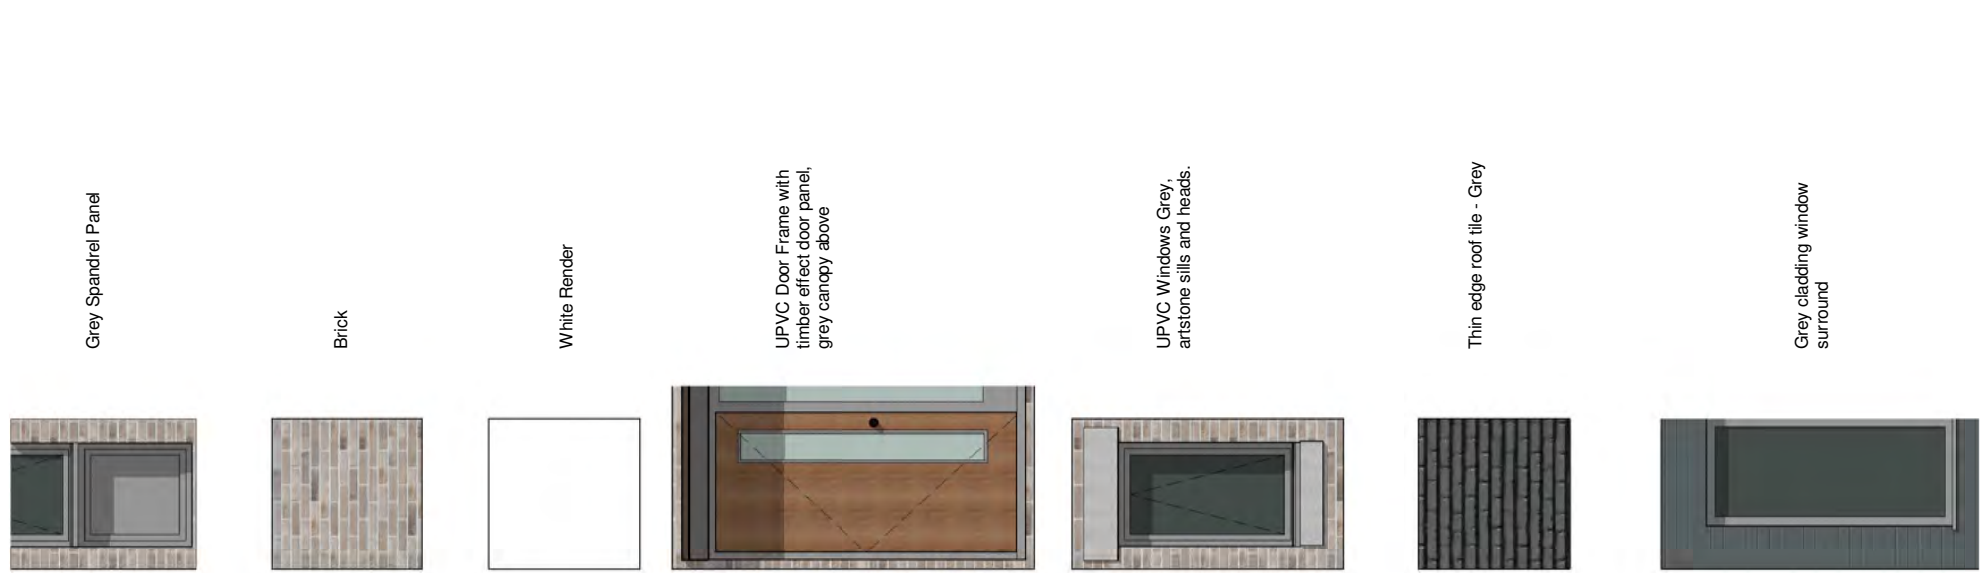 Grey Spandrel Panel
Brick
White Render
UPVC Door Frame with
timber effect door panel,
grey canopy above
UPVC Windows Grey,
artstone sills and heads.
Thin edge roof tile - Grey
Grey cladding window
surround